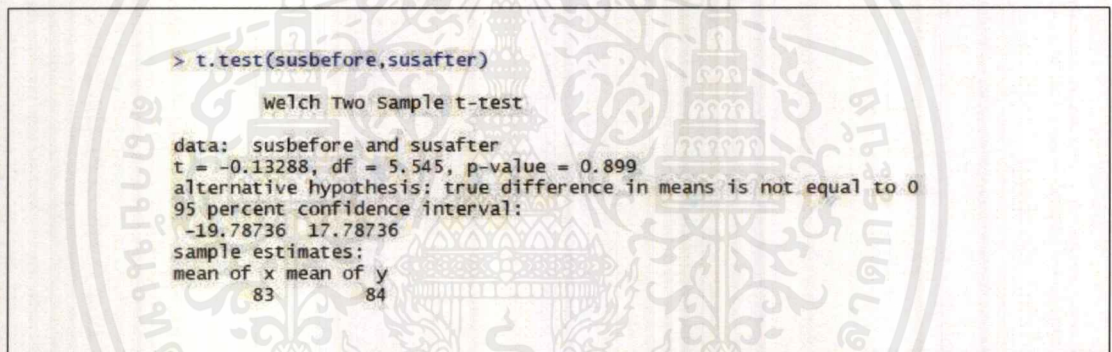 > t.test(susbefore,susafter)
Welch Two Sample t-test
data: susbefore and susafter
t = -0.13288, df = 5.545, p-value = 0.899
alternative hypothesis: true difference in means is not equal to 0
95 percent confidence interval:
-19.78736 17.78736
sample estimates:
mean of x mean of y
83 84